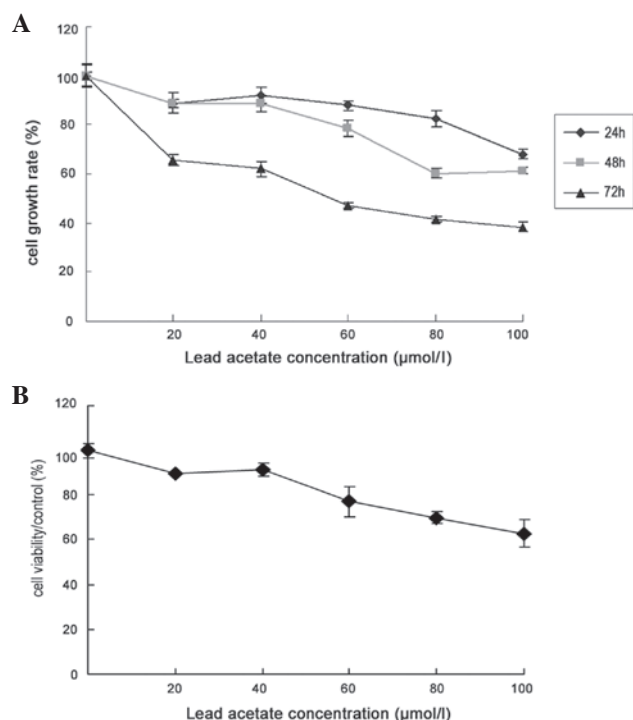 A
120
100
80
60
40
20
0
cell growth rate (%)
20 40 60 80 100
Lead acetate concentration (µmol/l)
24h
48h
72h
B
120
100
80
60
40
20
0
cell viability/control (%)
20 40 60 80 100
Lead acetate concentration (µmol/l)